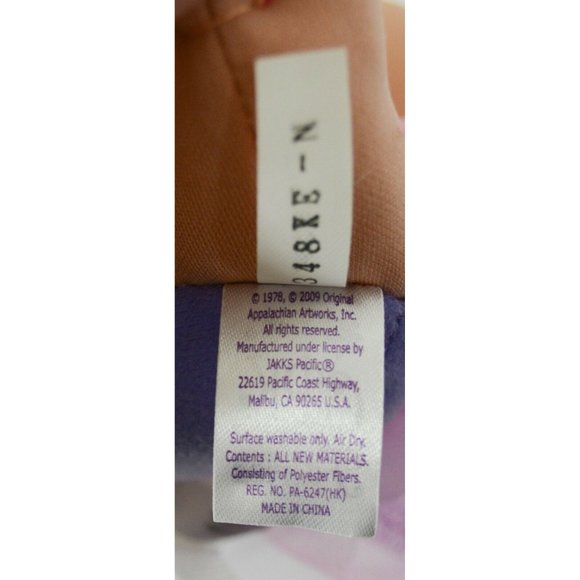 348KE-N
© 1978, © 2009 Original
Appalachian Artworks, Inc.
All rights reserved.
Manufactured under license by
JAKKS Pacific®
22619 Pacific Coast Highway,
Malibu, CA 90265 U.S.A.
Surface washable only. Air Dry.
Contents : ALL NEW MATERIALS.
Consisting of Polyester Fibers.
REG. NO. PA-6247(HK)
MADE IN CHINA